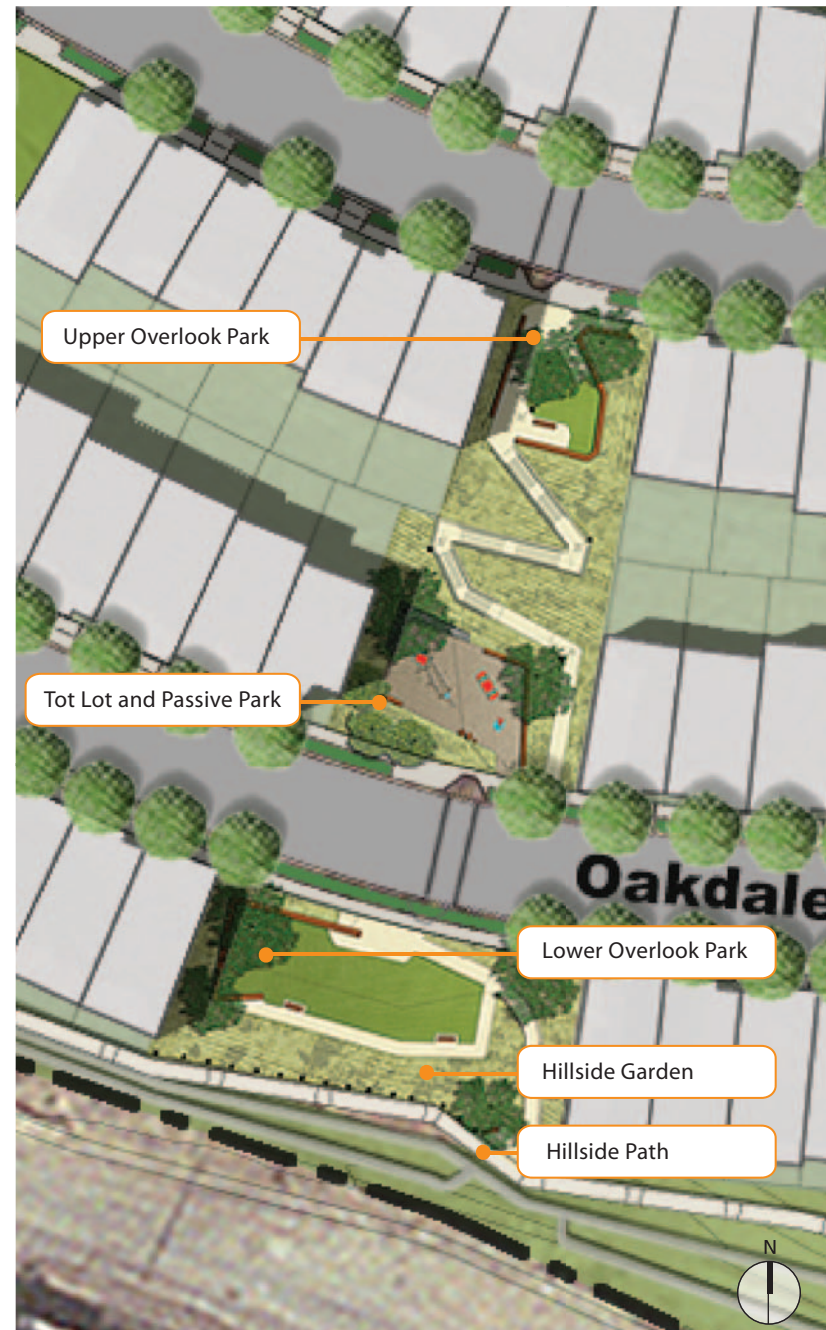 Upper Overlook Park
Tot Lot and Passive Park
Oakdale
Lower Overlook Park
Hillside Garden
Hillside Path
N